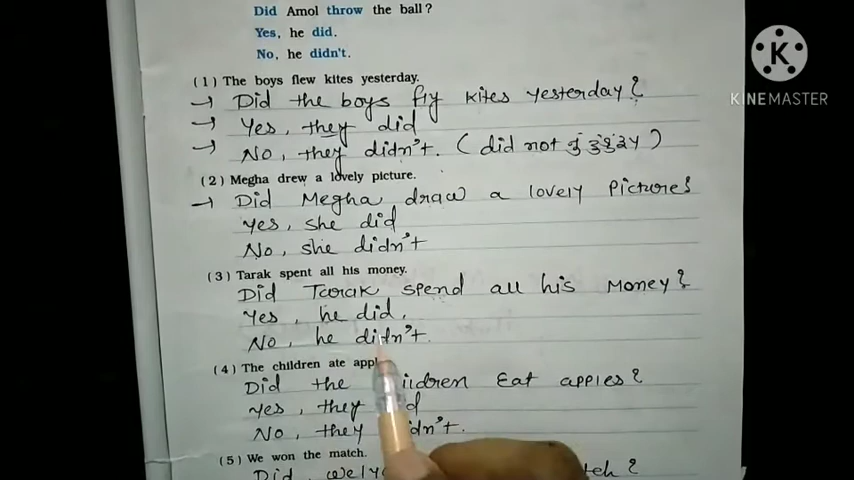 Did Amol throw the ball?
Yes, he did.
No, he didn't.
KINEMASTER
(1) The boys flew kites yesterday.
→ Did the boys fly kites yesterday?
→ Yes, they did
→ No, they didn't. (did not નું ટુંકુંરૂપ)
(2) Megha drew a lovely picture.
→ Did Megha draw a lovely Picture?
Yes, she did
No, she didn't
(3) Tarak spent all his money.
Did Tarak spend all his Money?
Yes, he did,
No, he didn't.
(4) The children ate
Did the Eat apples?
Yes, they
No, they
(5) We won the match.
Did